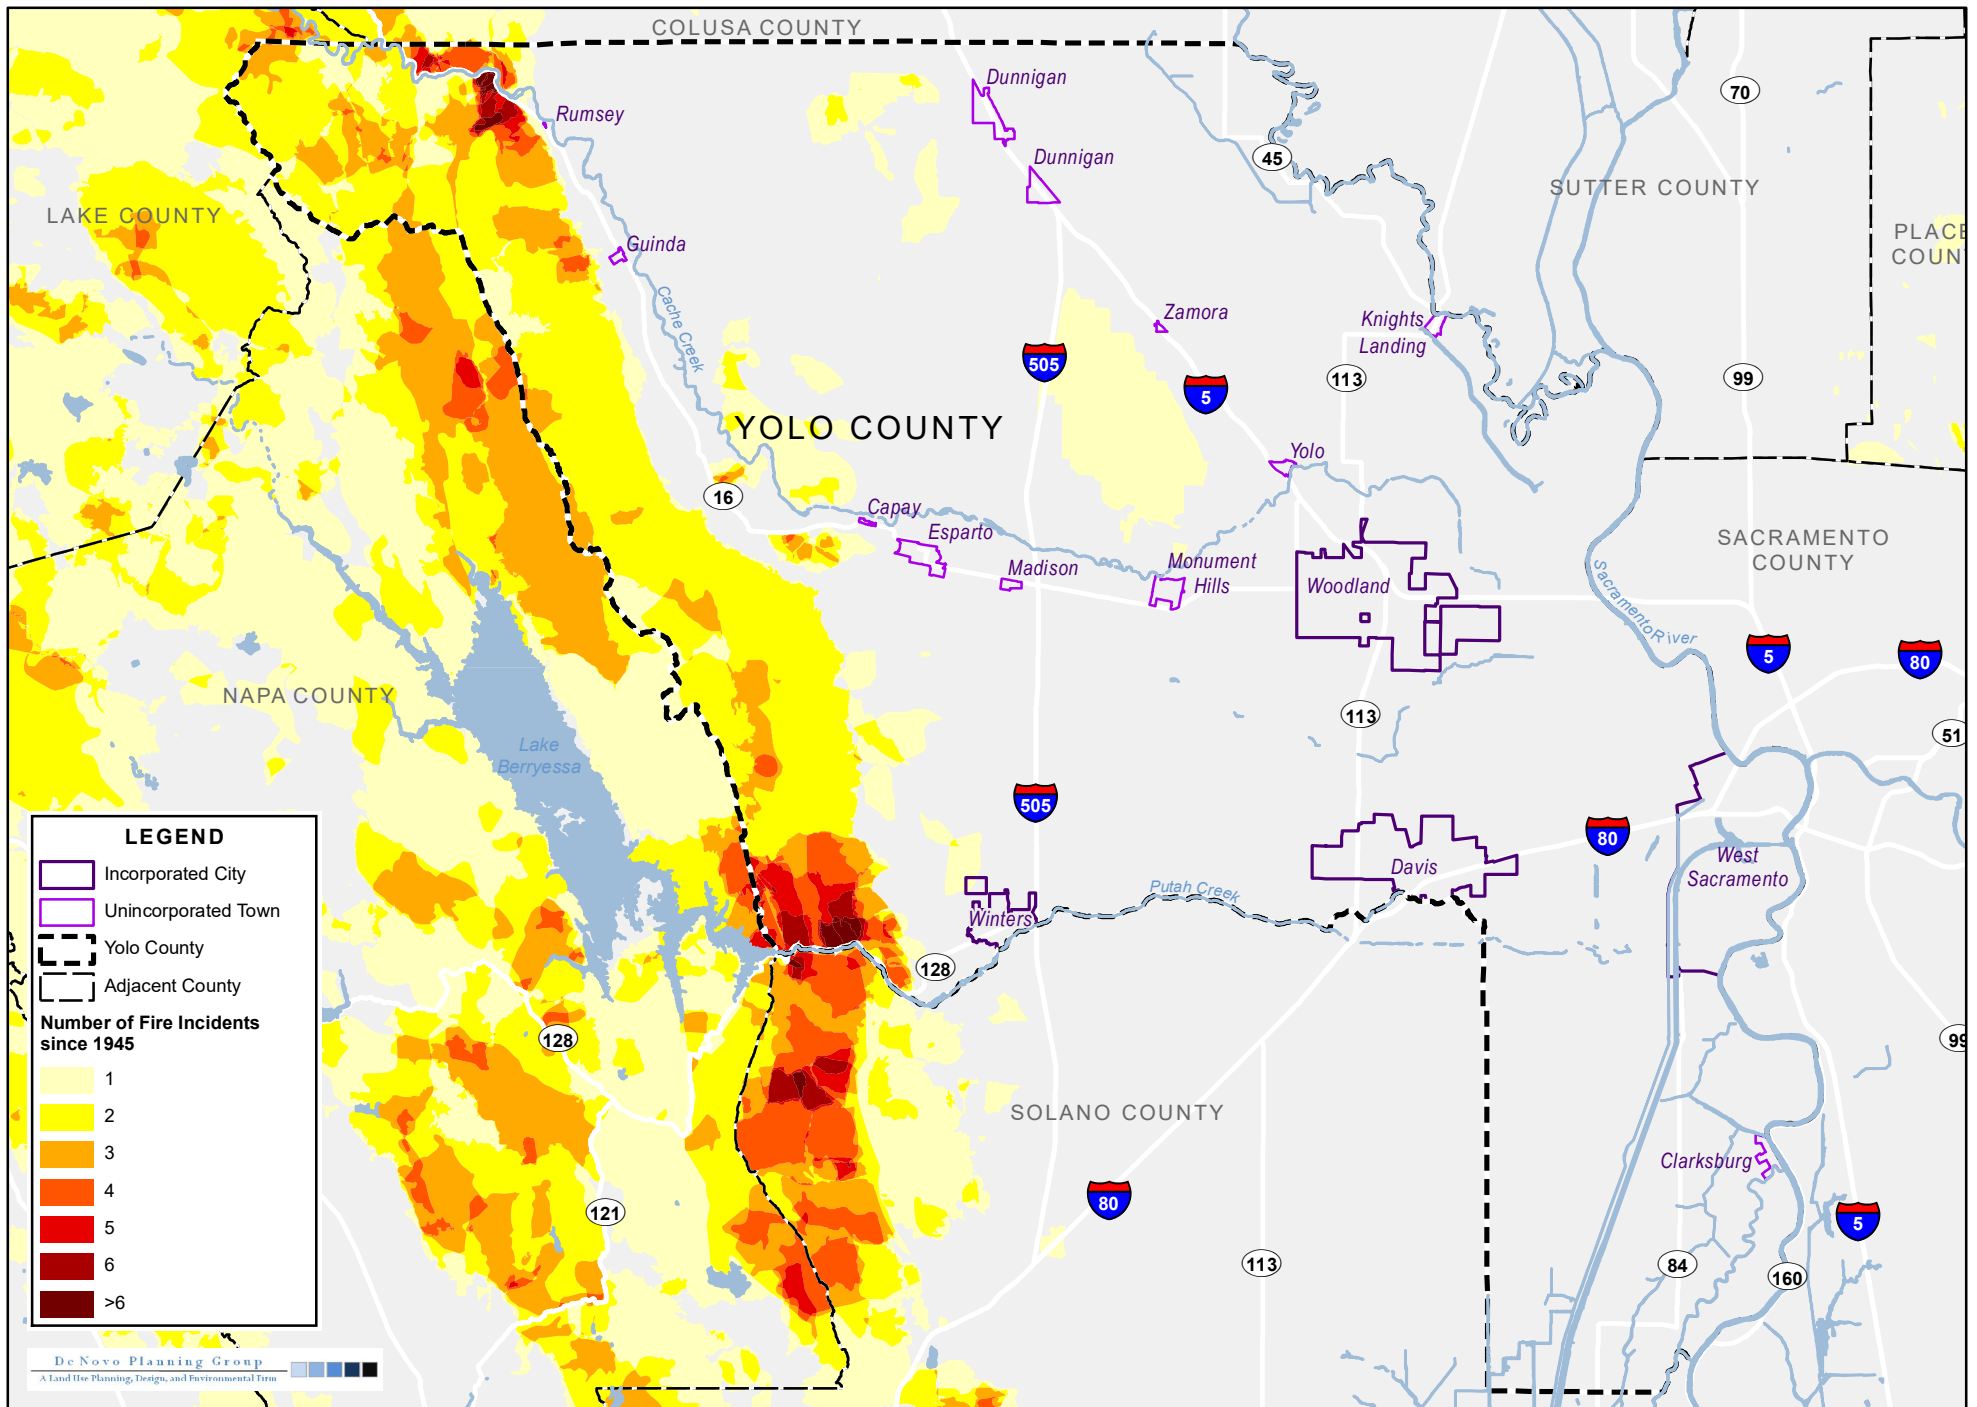 COLUSA COUNTY
Dunnigan
70
Rumsey
Dunnigan
45
SUTTER COUNTY
LAKE COUNTY
PLACE
COUN
Guinda
Cache Creek
Zamora
Knights
Landing
505
5
113
99
YOLO COUNTY
Yolo
16
Capay
Esparto
Madison
Monument
Hills
Woodland
SACRAMENTO
COUNTY
Sacramento River
5
80
NAPA COUNTY
113
51
Lake
Berryessa
505
80
Davis
West
Sacramento
Putah Creek
Winters
128
128
99
SOLANO COUNTY
Clarksburg
80
121
5
113
84
160
LEGEND
Incorporated City
Unincorporated Town
Yolo County
Adjacent County
Number of Fire Incidents
since 1945
1
2
3
4
5
6
>6
De Novo Planning Group
A Land Use Planning, Design, and Environmental Firm